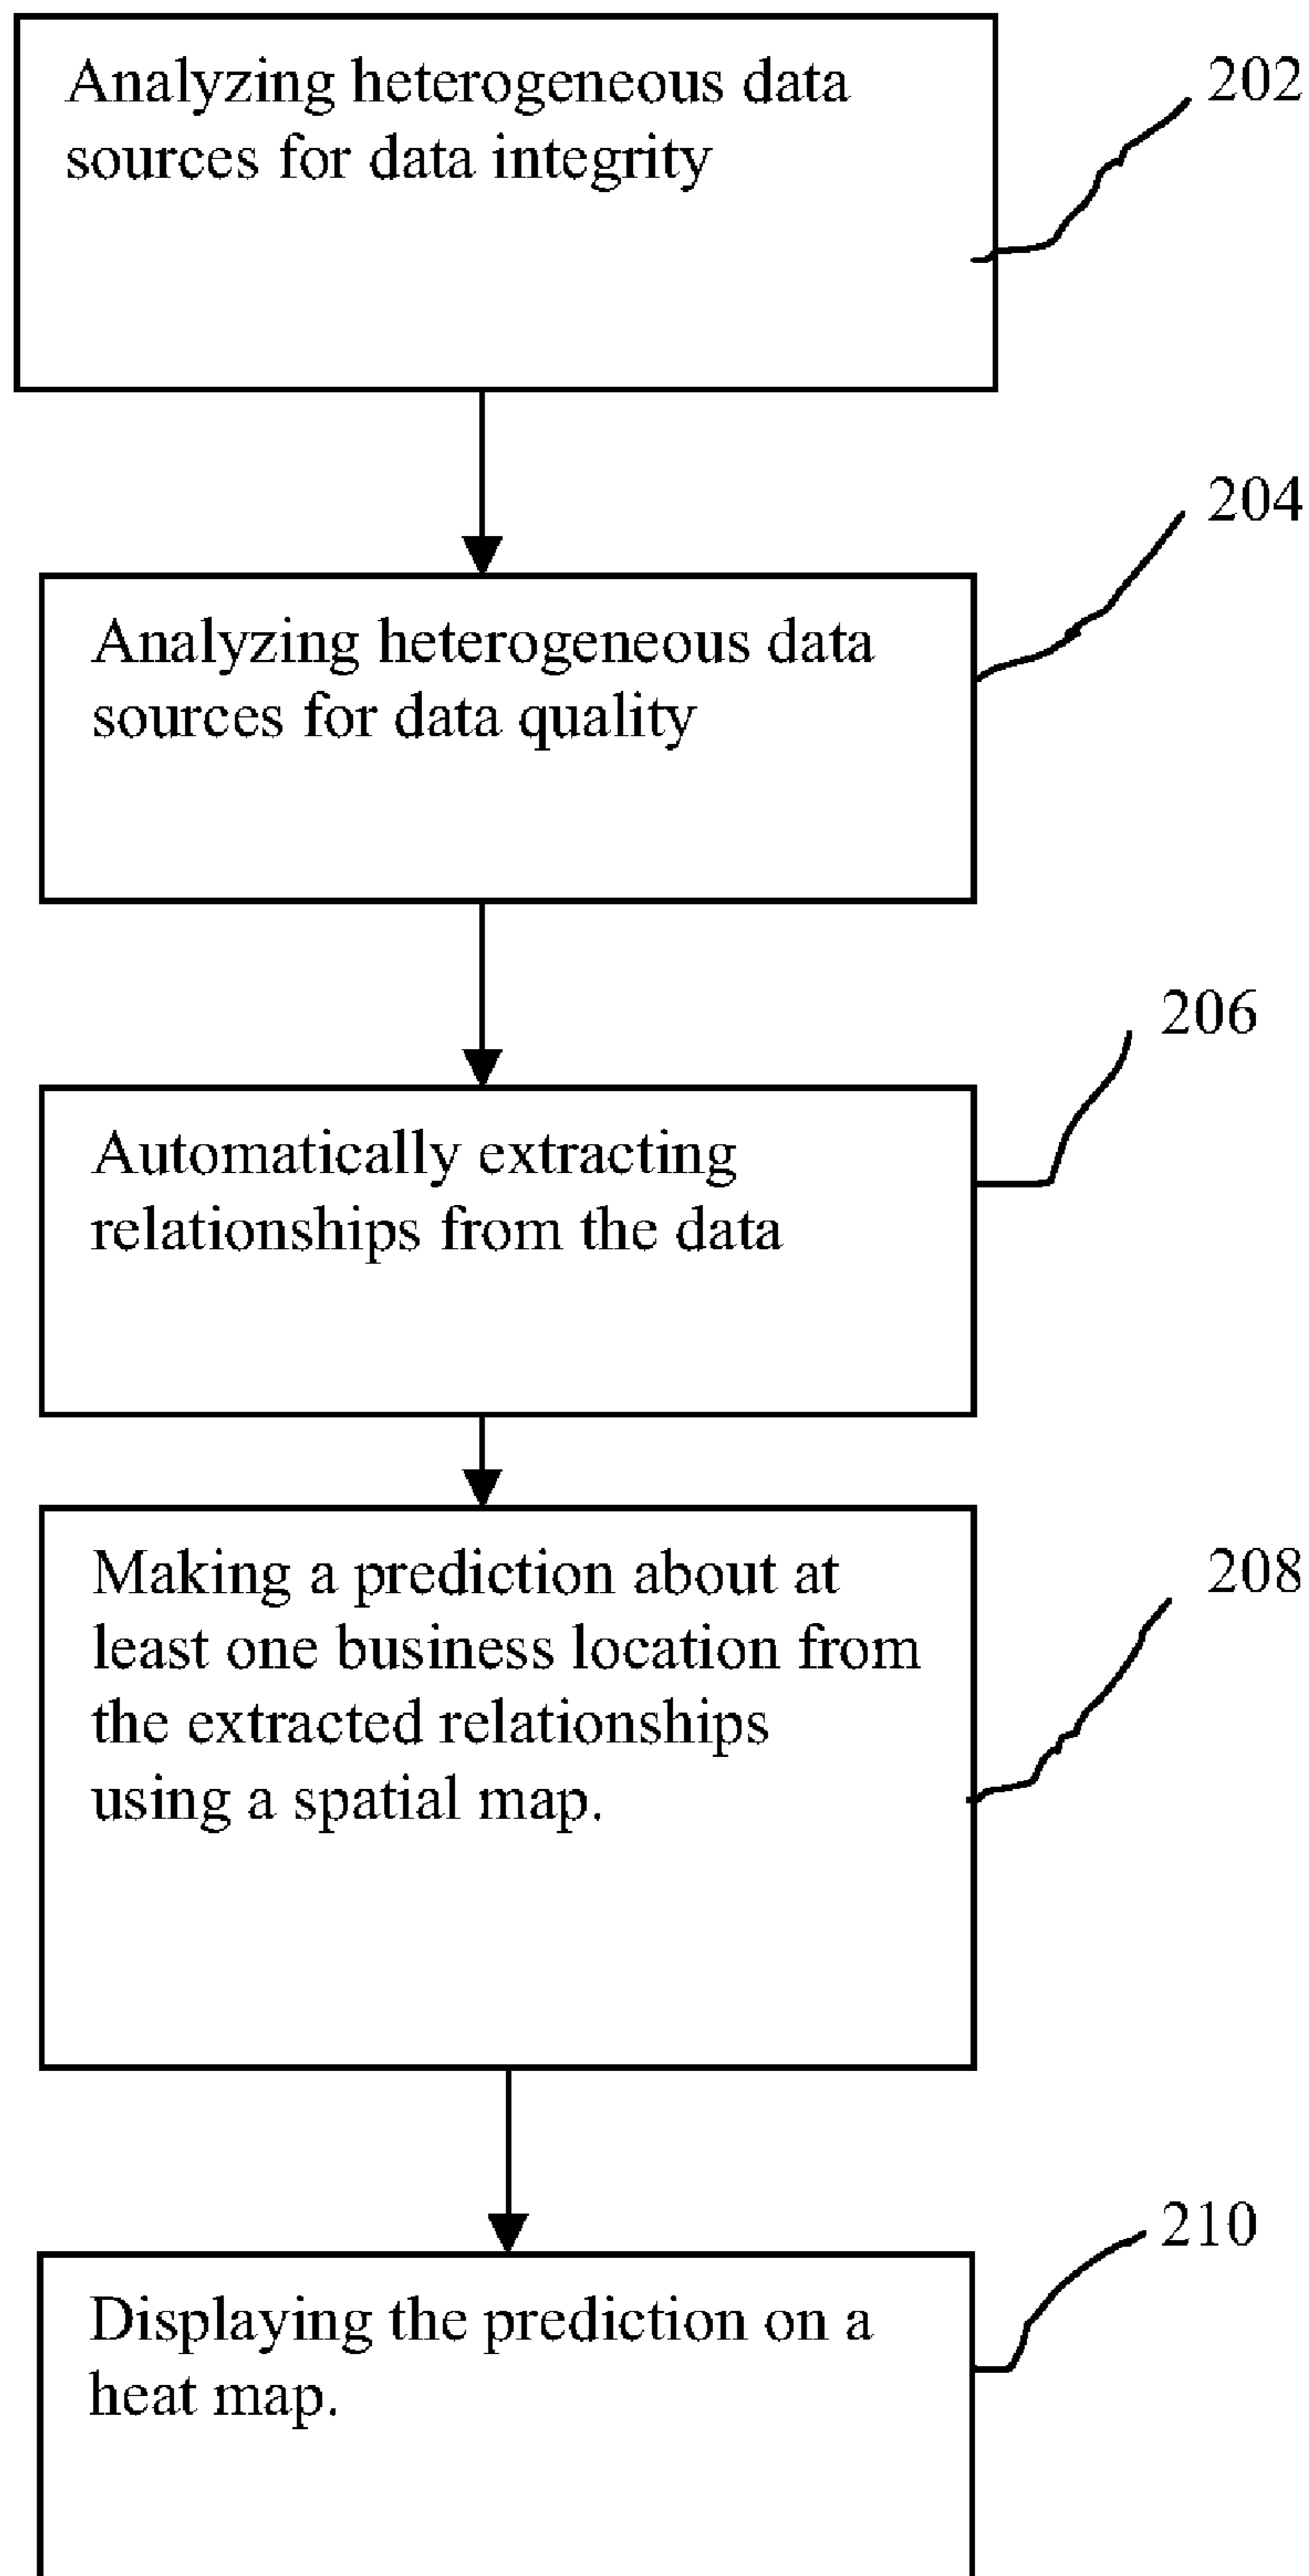 Analyzing heterogeneous data
sources for data integrity
202
204
Analyzing heterogeneous data
sources for data quality
206
Automatically extracting
relationships from the data
Making a prediction about at
least one business location from
the extracted relationships
using a spatial map.
208
210
Displaying the prediction on a
heat map.